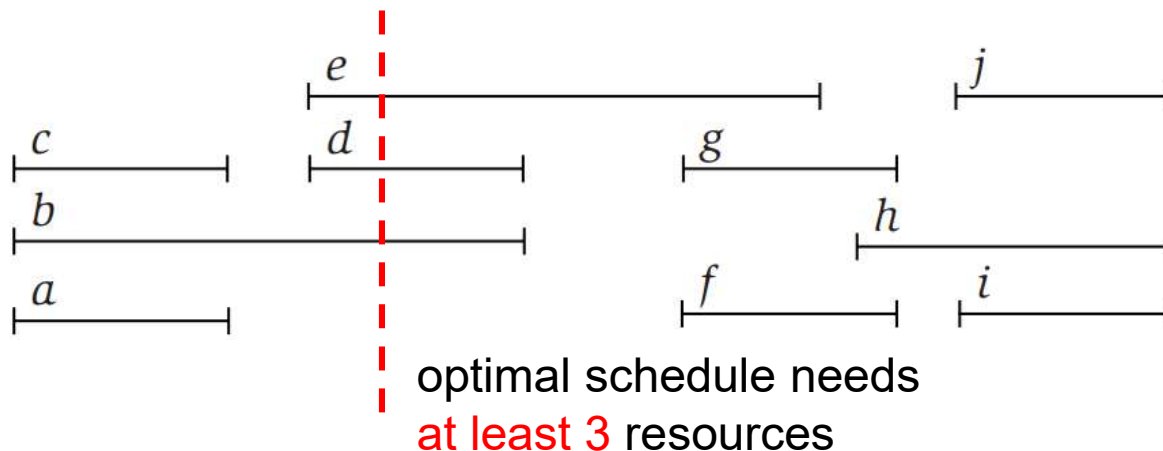 e
j
c
d
g
b
h
a
f
i
optimal schedule needs
at least 3 resources